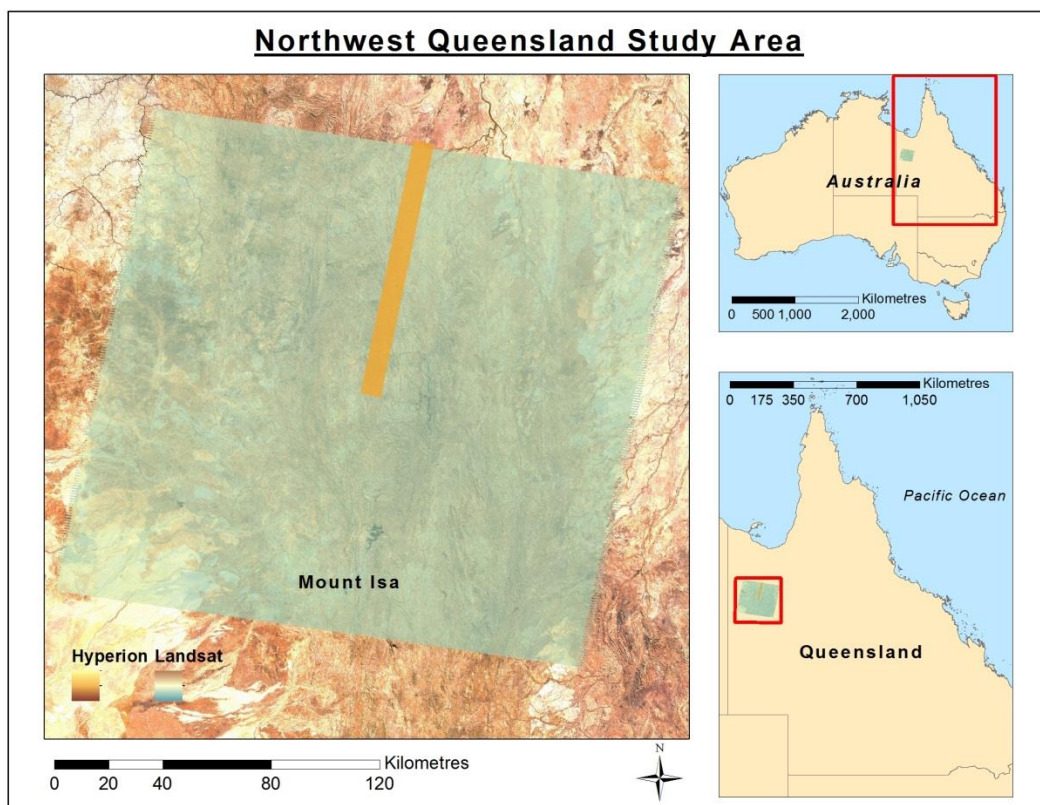 Northwest Queensland Study Area
Mount Isa
Hyperion Landsat
Kilometres
0 20 40 80 120
N
Australia
Kilometres
0 500 1,000 2,000
Kilometres
0 175 350 700 1,050
Pacific Ocean
Queensland